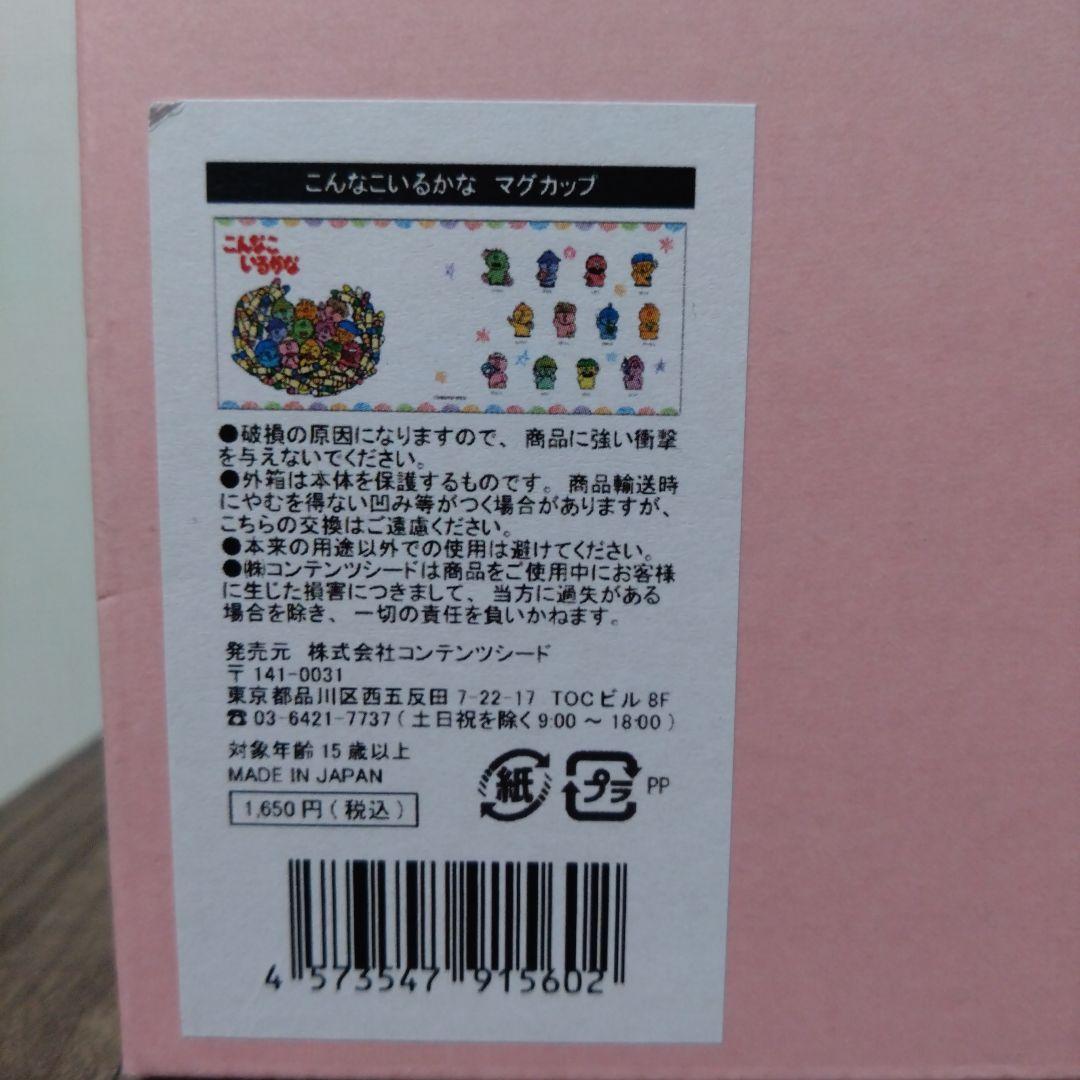 こんなこいるかな マグカップ
こんなこ
いるかな
●破損の原因になりますので、商品に強い衝撃
を与えないでください。
●外箱は本体を保護するものです。商品輸送時
にやむを得ない凹み等がつく場合がありますが、
こちらの交換はご遠慮ください。
●本来の用途以外での使用は避けてください。
●㈱コンテンツシードは商品をご使用中にお客様
に生じた損害につきまして、当方に過失がある
場合を除き、一切の責任を負いかねます。
発売元 株式会社コンテンツシード
〒141-0031
東京都品川区西五反田 7-22-17 TOCビル 8F
☎03-6421-7737(土日祝を除く9:00～18:00)
対象年齢15歳以上
MADE IN JAPAN
1,650円(税込)
紙
プラ
PP
4 573547 915602